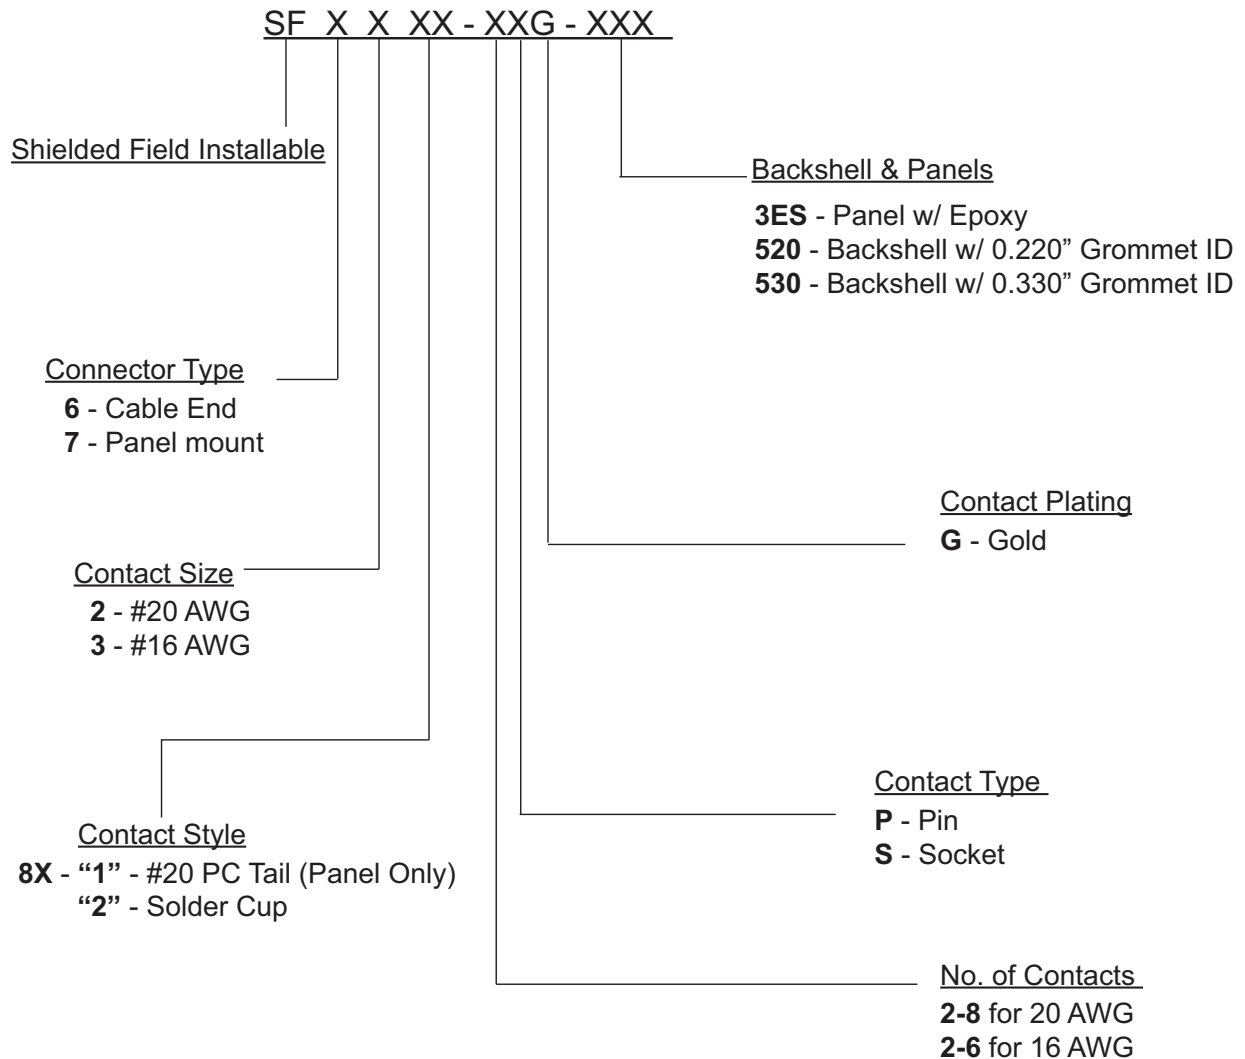 SF X X XX - XXG - XXX
Shielded Field Installable
Backshell & Panels
3ES - Panel w/ Epoxy
520 - Backshell w/ 0.220” Grommet ID
530 - Backshell w/ 0.330” Grommet ID
Connector Type
6 - Cable End
7 - Panel mount
Contact Plating
G - Gold
Contact Size
2 - #20 AWG
3 - #16 AWG
Contact Type
P - Pin
S - Socket
Contact Style
8X - “1” - #20 PC Tail (Panel Only)
“2” - Solder Cup
No. of Contacts
2-8 for 20 AWG
2-6 for 16 AWG